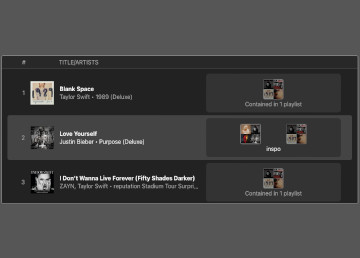 # TITLE/ARTISTS
1 Blank Space
Taylor Swift • 1989 (Deluxe)
Contained in 1 playlist
2 Love Yourself
Justin Bieber • Purpose (Deluxe)
inspo
3 I Don't Wanna Live Forever (Fifty Shades Darker)
ZAYN, Taylor Swift • reputation Stadium Tour Surpri...
Contained in 1 playlist